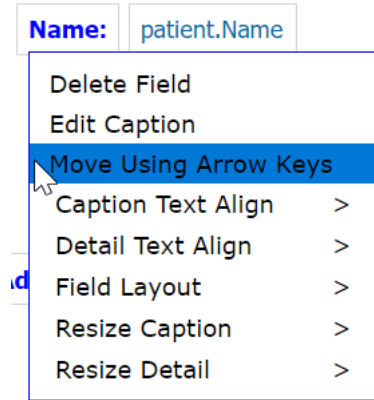 Name: patient.Name
Delete Field
Edit Caption
Move Using Arrow Keys
Caption Text Align >
Detail Text Align >
Field Layout >
Resize Caption >
Resize Detail >